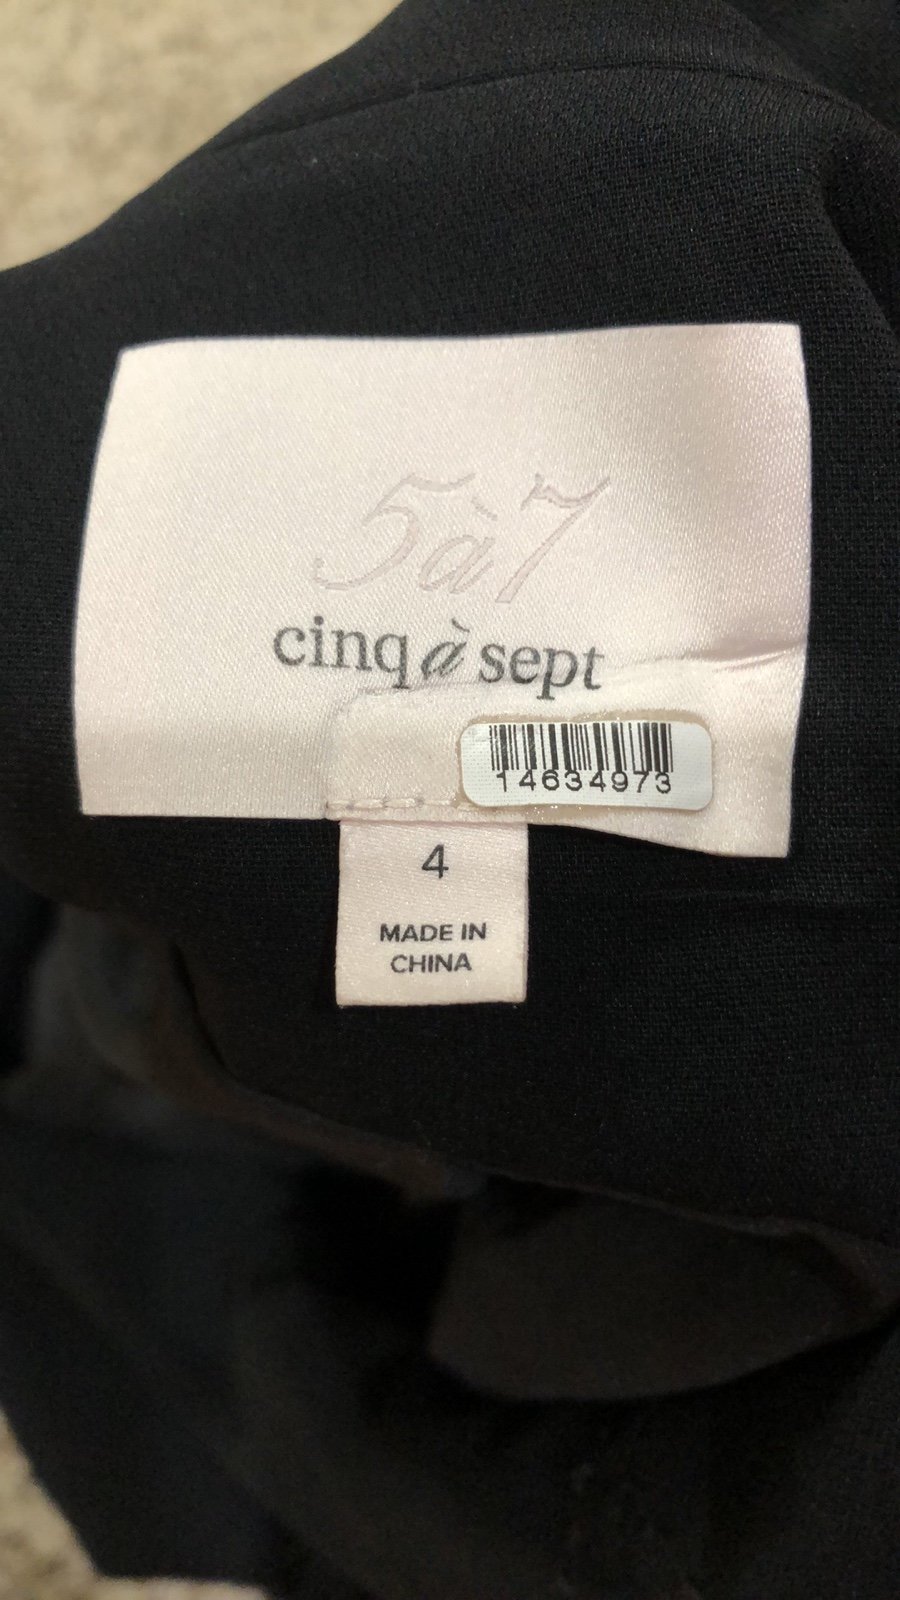 5à7
cinq à sept
14634973
4
MADE IN
CHINA